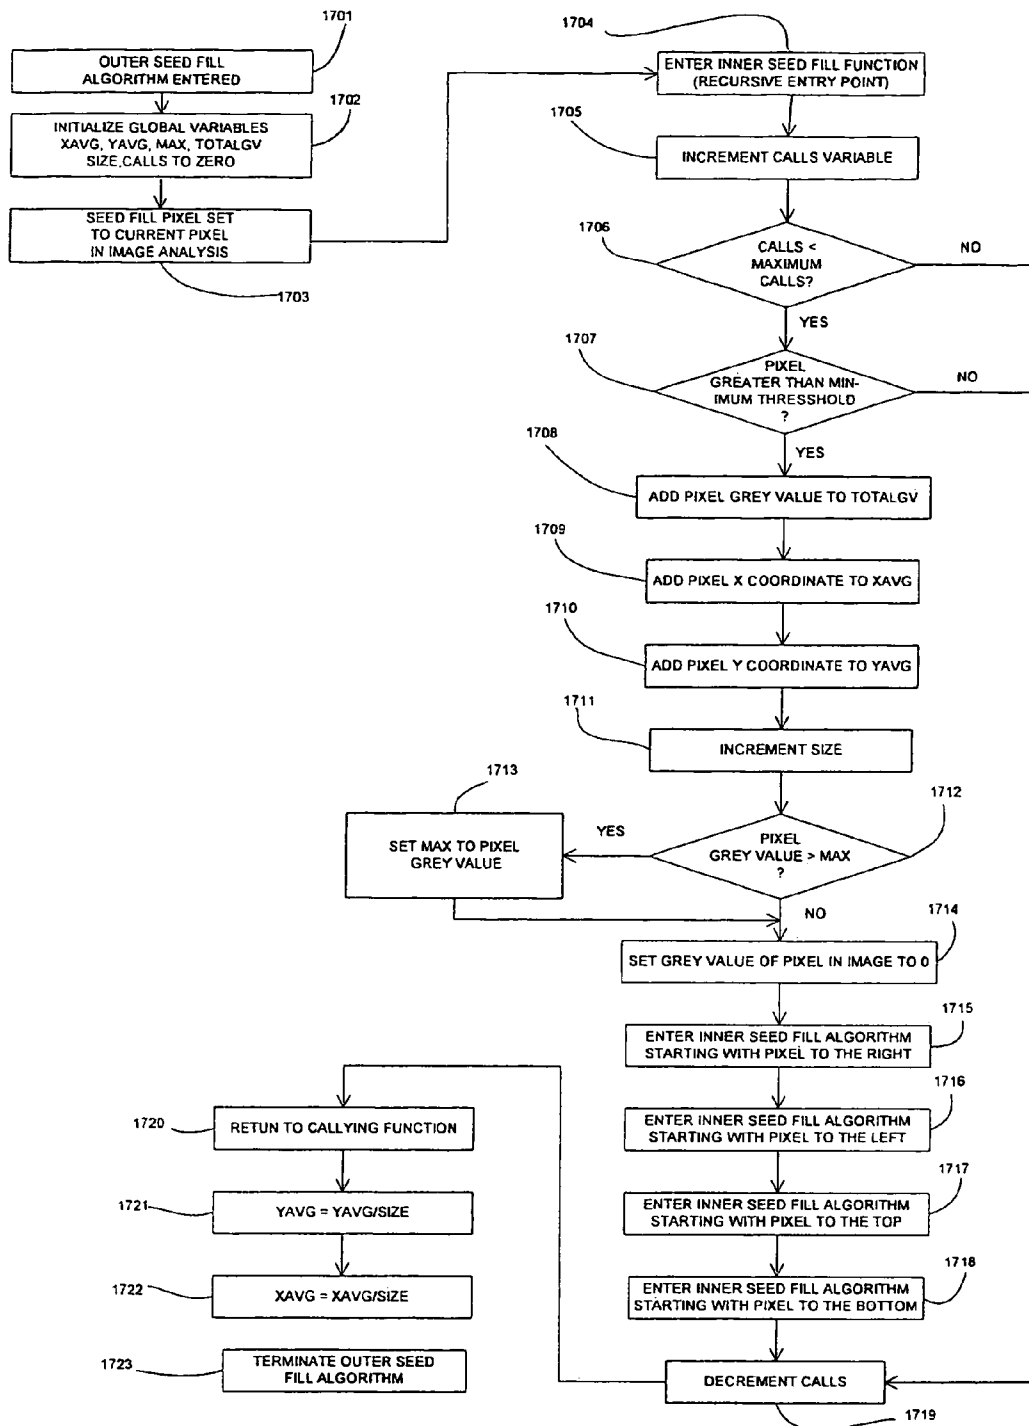 1701
OUTER SEED FILL
ALGORITHM ENTERED
1702
INITIALIZE GLOBAL VARIABLES
XAVG, YAVG, MAX, TOTALGV
SIZE,CALLS TO ZERO
SEED FILL PIXEL SET
TO CURRENT PIXEL
IN IMAGE ANALYSIS
1703
1704
ENTER INNER SEED FILL FUNCTION
(RECURSIVE ENTRY POINT)
1705
INCREMENT CALLS VARIABLE
1706
CALLS <
MAXIMUM
CALLS?
NO
YES
1707
PIXEL
GREATER THAN MIN-
IMUM THRESSHOLD
?
NO
YES
1708
ADD PIXEL GREY VALUE TO TOTALGV
1709
ADD PIXEL X COORDINATE TO XAVG
1710
ADD PIXEL Y COORDINATE TO YAVG
1711
INCREMENT SIZE
1712
PIXEL
GREY VALUE > MAX
?
YES
1713
SET MAX TO PIXEL
GREY VALUE
NO
1714
SET GREY VALUE OF PIXEL IN IMAGE TO 0
1715
ENTER INNER SEED FILL ALGORITHM
STARTING WITH PIXEL TO THE RIGHT
1716
ENTER INNER SEED FILL ALGORITHM
STARTING WITH PIXEL TO THE LEFT
1717
ENTER INNER SEED FILL ALGORITHM
STARTING WITH PIXEL TO THE TOP
1718
ENTER INNER SEED FILL ALGORITHM
STARTING WITH PIXEL TO THE BOTTOM
DECREMENT CALLS
1719
1720
RETUN TO CALLYING FUNCTION
1721
YAVG = YAVG/SIZE
1722
XAVG = XAVG/SIZE
1723
TERMINATE OUTER SEED
FILL ALGORITHM